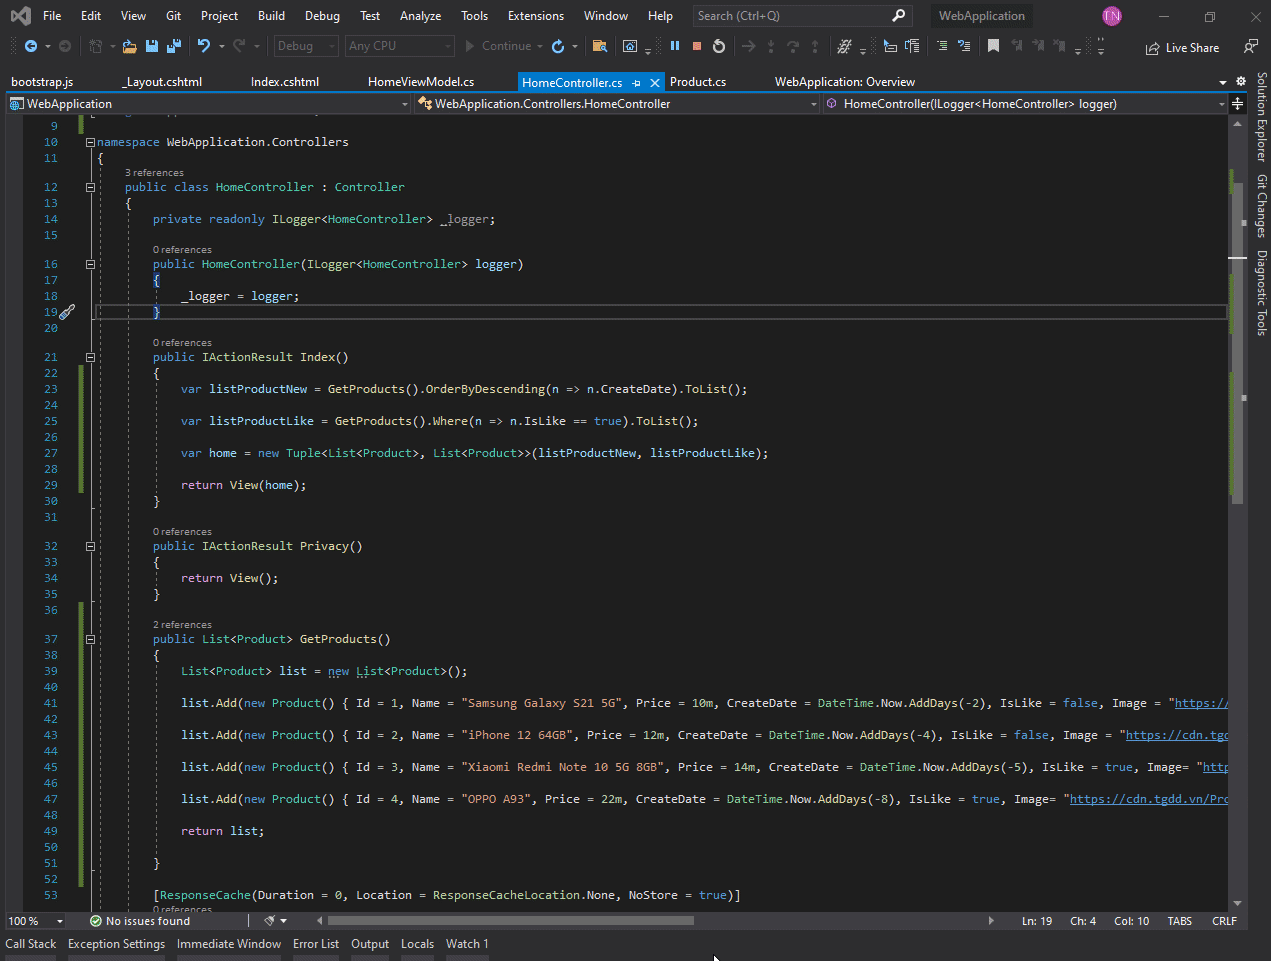 File Edit View Git Project Build Debug Test Analyze Tools Extensions Window Help Search (Ctrl+Q) WebApplication TN
Debug Any CPU Continue Live Share
bootstrap.js _Layout.cshtml Index.cshtml HomeViewModel.cs HomeController.cs Product.cs WebApplication: Overview
WebApplication WebApplication.Controllers.HomeController HomeController(ILogger<HomeController> logger)
9
10 namespace WebApplication.Controllers
11 {
3 references
12 public class HomeController : Controller
13 {
14 private readonly ILogger<HomeController> _logger;
15
0 references
16 public HomeController(ILogger<HomeController> logger)
17 {
18 _logger = logger;
19 }
20
0 references
21 public IActionResult Index()
22 {
23 var listProductNew = GetProducts().OrderByDescending(n => n.CreateDate).ToList();
24
25 var listProductLike = GetProducts().Where(n => n.IsLike == true).ToList();
26
27 var home = new Tuple<List<Product>, List<Product>>(listProductNew, listProductLike);
28
29 return View(home);
30 }
31
0 references
32 public IActionResult Privacy()
33 {
34 return View();
35 }
36
2 references
37 public List<Product> GetProducts()
38 {
39 List<Product> list = new List<Product>();
40
41 list.Add(new Product() { Id = 1, Name = "Samsung Galaxy S21 5G", Price = 10m, CreateDate = DateTime.Now.AddDays(-2), IsLike = false, Image = "https:/
42
43 list.Add(new Product() { Id = 2, Name = "iPhone 12 64GB", Price = 12m, CreateDate = DateTime.Now.AddDays(-4), IsLike = false, Image = "https://cdn.tgd
44
45 list.Add(new Product() { Id = 3, Name = "Xiaomi Redmi Note 10 5G 8GB", Price = 14m, CreateDate = DateTime.Now.AddDays(-5), IsLike = true, Image= "http
46
47 list.Add(new Product() { Id = 4, Name = "OPPO A93", Price = 22m, CreateDate = DateTime.Now.AddDays(-8), IsLike = true, Image= "https://cdn.tgdd.vn/Pro
48
49 return list;
50
51 }
52
53 [ResponseCache(Duration = 0, Location = ResponseCacheLocation.None, NoStore = true)]
0 references
100 % No issues found Ln: 19 Ch: 4 Col: 10 TABS CRLF
Call Stack Exception Settings Immediate Window Error List Output Locals Watch 1
Solution Explorer
Git Changes
Diagnostic Tools